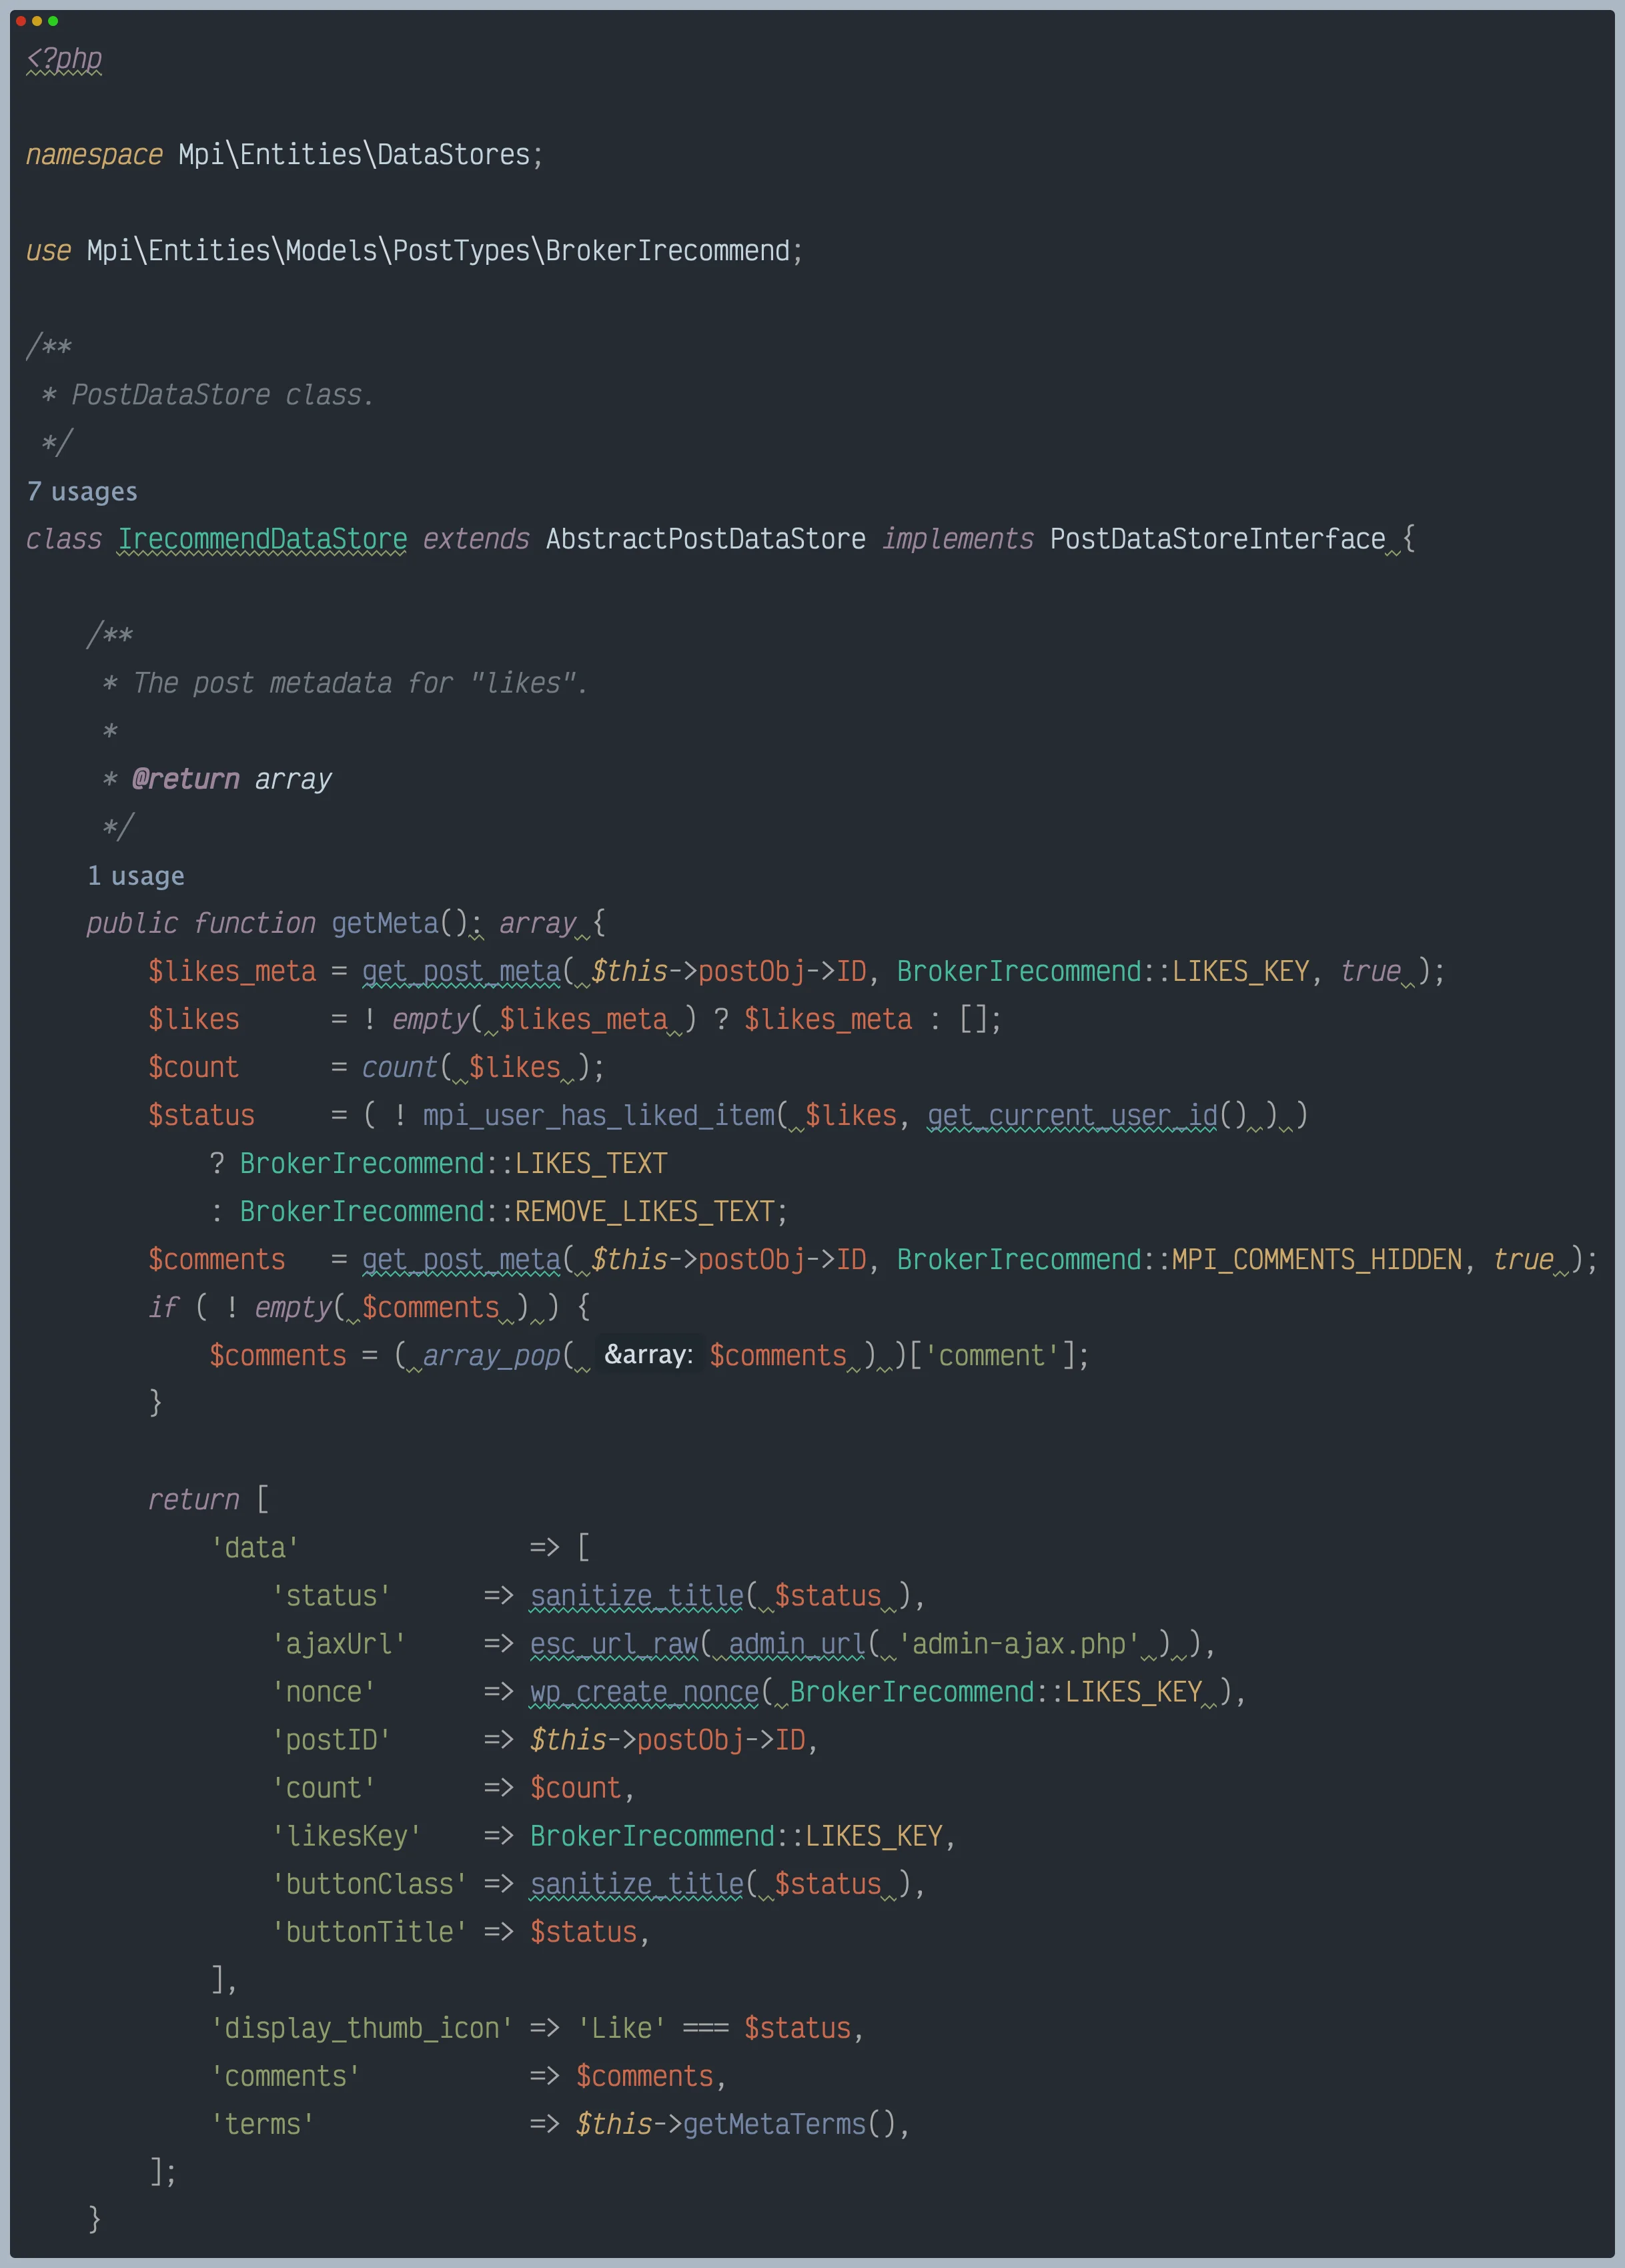 <?php
namespace Mpi\Entities\DataStores;
use Mpi\Entities\Models\PostTypes\BrokerIrecommend;
/**
 * PostDataStore class.
 */
7 usages
class IrecommendDataStore extends AbstractPostDataStore implements PostDataStoreInterface {
    /**
     * The post metadata for "likes".
     *
     * @return array
     */
    1 usage
    public function getMeta(): array {
        $likes_meta = get_post_meta( $this->postObj->ID, BrokerIrecommend::LIKES_KEY, true );
        $likes      = ! empty( $likes_meta ) ? $likes_meta : [];
        $count      = count( $likes );
        $status     = ( ! mpi_user_has_liked_item( $likes, get_current_user_id() ) )
            ? BrokerIrecommend::LIKES_TEXT
            : BrokerIrecommend::REMOVE_LIKES_TEXT;
        $comments   = get_post_meta( $this->postObj->ID, BrokerIrecommend::MPI_COMMENTS_HIDDEN, true );
        if ( ! empty( $comments ) ) {
            $comments = ( array_pop( &array: $comments ) )['comment'];
        }
        return [
            'data'               => [
                'status'      => sanitize_title( $status ),
                'ajaxUrl'     => esc_url_raw( admin_url( 'admin-ajax.php' ) ),
                'nonce'       => wp_create_nonce( BrokerIrecommend::LIKES_KEY ),
                'postID'      => $this->postObj->ID,
                'count'       => $count,
                'likesKey'    => BrokerIrecommend::LIKES_KEY,
                'buttonClass' => sanitize_title( $status ),
                'buttonTitle' => $status,
            ],
            'display_thumb_icon' => 'Like' === $status,
            'comments'           => $comments,
            'terms'              => $this->getMetaTerms(),
        ];
    }